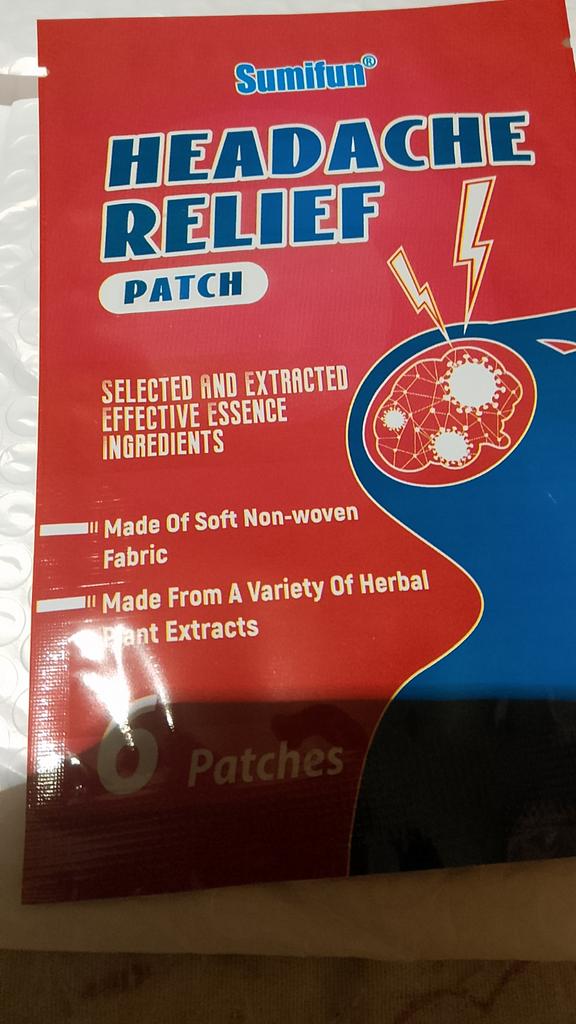 Sumifun®
HEADACHE
RELIEF
PATCH
SELECTED AND EXTRACTED
EFFECTIVE ESSENCE
INGREDIENTS
Made Of Soft Non-woven
Fabric
Made From A Variety Of Herbal
Plant Extracts
6 Patches